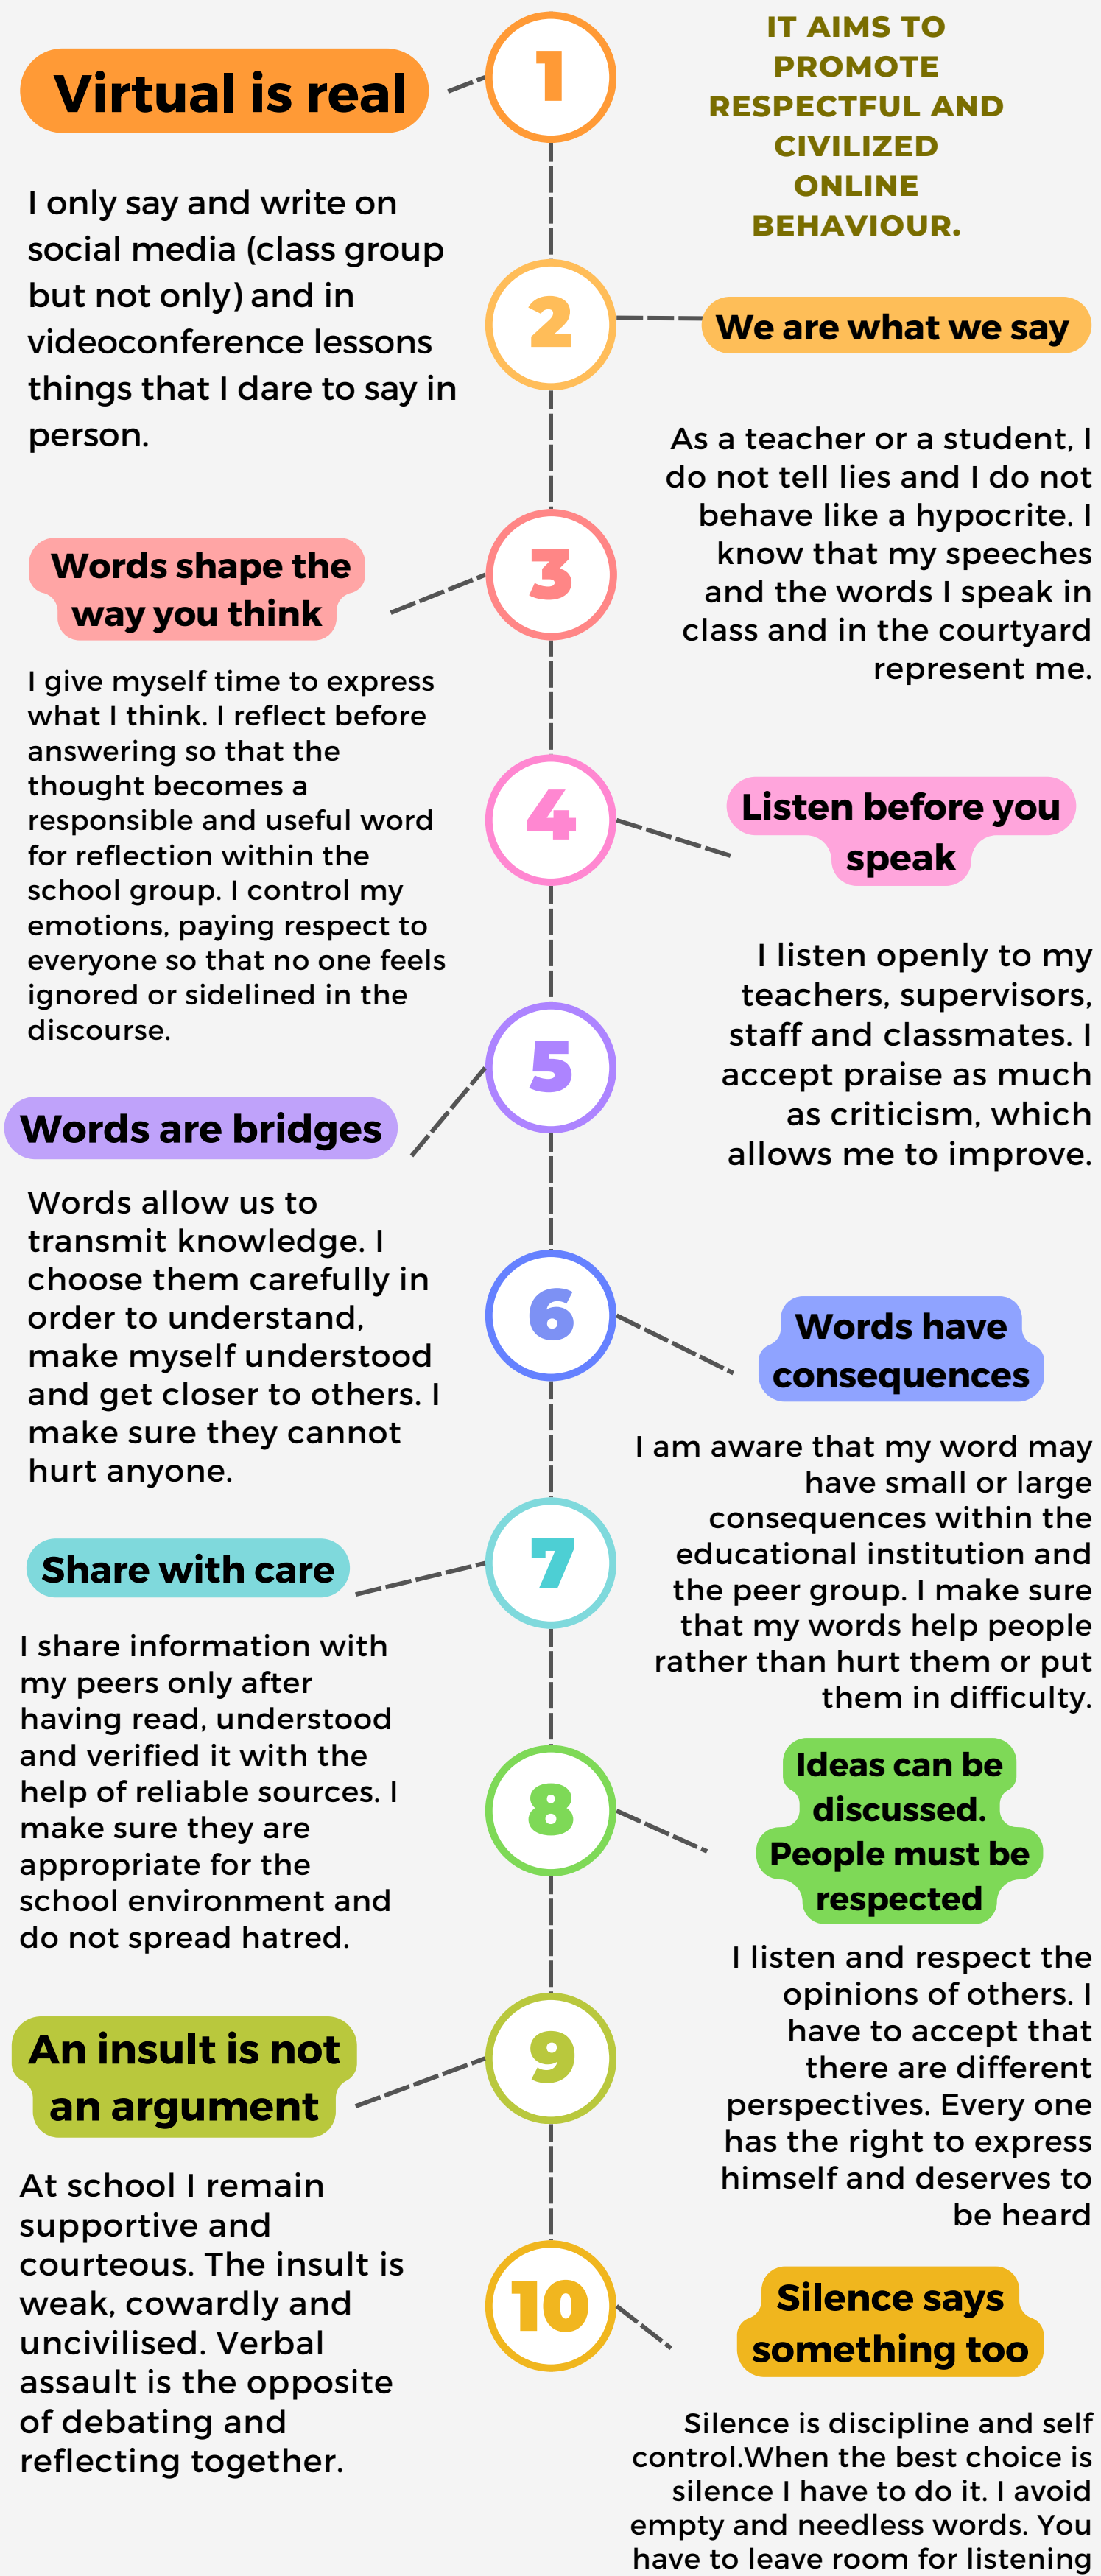 1
Virtual is real
I only say and write on
social media (class group
but not only) and in
videoconference lessons
things that I dare to say in
person.
IT AIMS TO
PROMOTE
RESPECTFUL AND
CIVILIZED
ONLINE
BEHAVIOUR.
2
We are what we say
As a teacher or a student, I
do not tell lies and I do not
behave like a hypocrite. I
know that my speeches
and the words I speak in
class and in the courtyard
represent me.
3
Words shape the
way you think
I give myself time to express
what I think. I reflect before
answering so that the
thought becomes a
responsible and useful word
for reflection within the
school group. I control my
emotions, paying respect to
everyone so that no one feels
ignored or sidelined in the
discourse.
4
Listen before you
speak
I listen openly to my
teachers, supervisors,
staff and classmates. I
accept praise as much
as criticism, which
allows me to improve.
5
Words are bridges
Words allow us to
transmit knowledge. I
choose them carefully in
order to understand,
make myself understood
and get closer to others. I
make sure they cannot
hurt anyone.
6
Words have
consequences
I am aware that my word may
have small or large
consequences within the
educational institution and
the peer group. I make sure
that my words help people
rather than hurt them or put
them in difficulty.
7
Share with care
I share information with
my peers only after
having read, understood
and verified it with the
help of reliable sources. I
make sure they are
appropriate for the
school environment and
do not spread hatred.
8
Ideas can be
discussed.
People must be
respected
I listen and respect the
opinions of others. I
have to accept that
there are different
perspectives. Every one
has the right to express
himself and deserves to
be heard
9
An insult is not
an argument
At school I remain
supportive and
courteous. The insult is
weak, cowardly and
uncivilised. Verbal
assault is the opposite
of debating and
reflecting together.
10
Silence says
something too
Silence is discipline and self
control.When the best choice is
silence I have to do it. I avoid
empty and needless words. You
have to leave room for listening